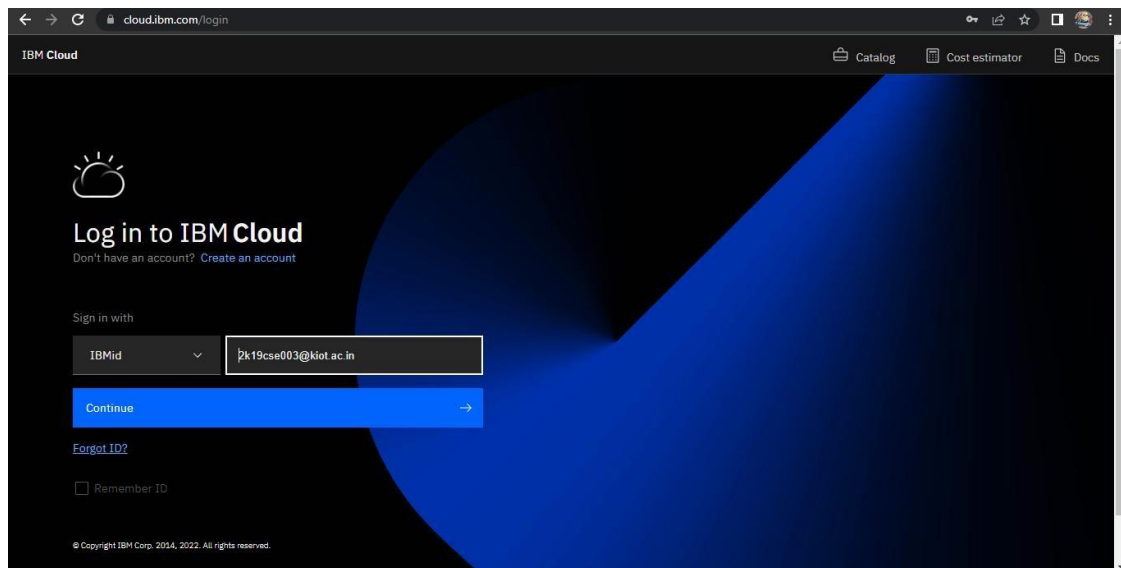 cloud.ibm.com/login
IBM Cloud
Catalog
Cost estimator
Docs
Log in to IBM Cloud
Don't have an account? Create an account
Sign in with
IBMid
2k19cse003@kiot.ac.in
Continue
Forgot ID?
Remember ID
© Copyright IBM Corp. 2014, 2022. All rights reserved.